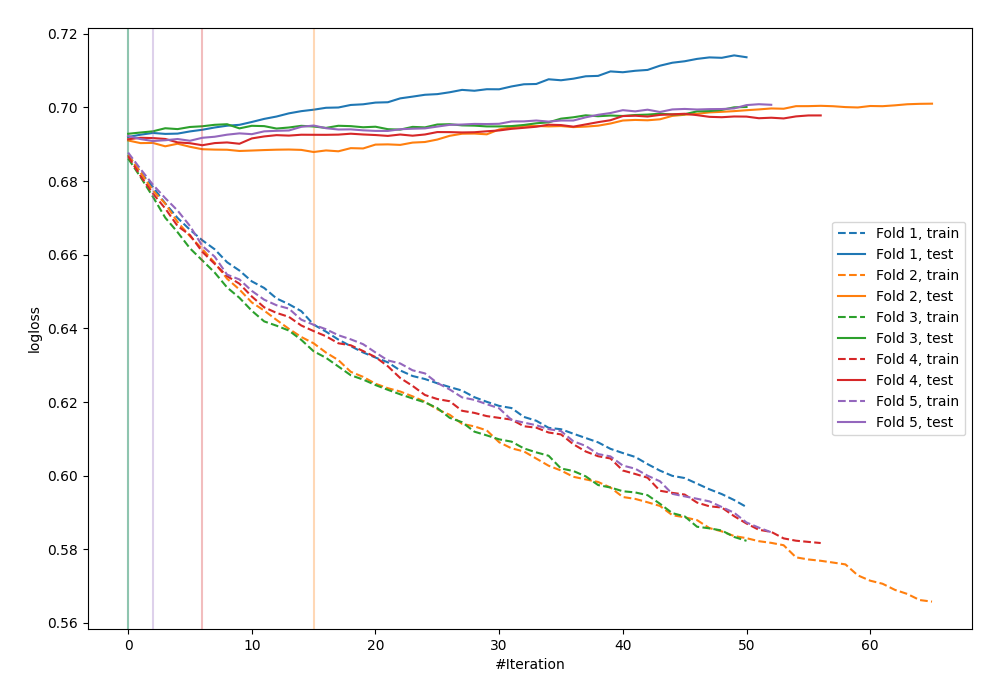 0.72
0.70
0.68
0.66
0.64
0.62
0.60
0.58
0.56
logloss
0
10
20
30
40
50
60
#Iteration
Fold 1, train
Fold 1, test
Fold 2, train
Fold 2, test
Fold 3, train
Fold 3, test
Fold 4, train
Fold 4, test
Fold 5, train
Fold 5, test